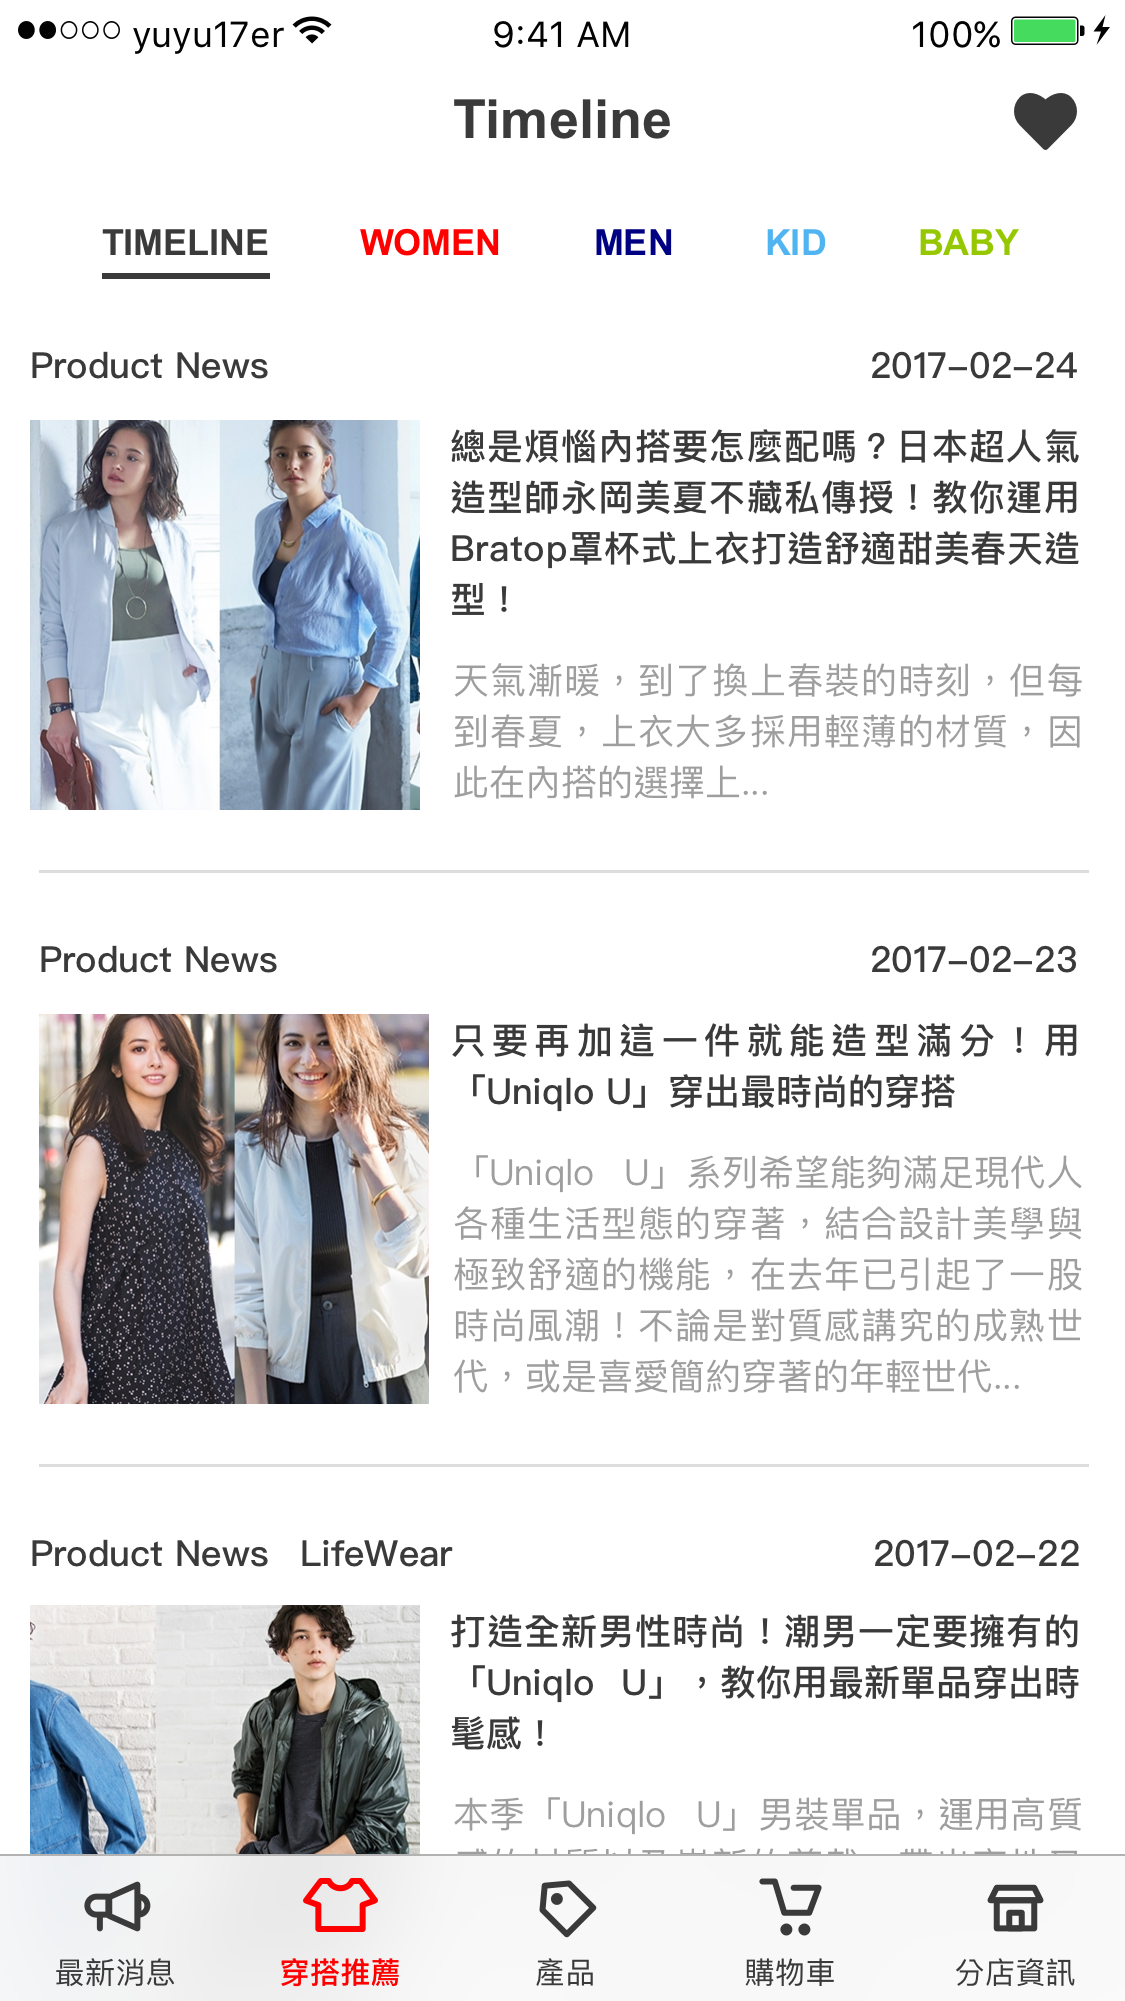 yuyu17er 9:41 AM 100%
Timeline
TIMELINE WOMEN MEN KID BABY
Product News 2017-02-24
總是煩惱內搭要怎麼配嗎？日本超人氣
造型師永岡美夏不藏私傳授！教你運用
Bratop罩杯式上衣打造舒適甜美春天造
型！
天氣漸暖，到了換上春裝的時刻，但每
到春夏，上衣大多採用輕薄的材質，因
此在內搭的選擇上...
Product News 2017-02-23
只要再加這一件就能造型滿分！用
「Uniqlo U」穿出最時尚的穿搭
「Uniqlo U」系列希望能夠滿足現代人
各種生活型態的穿著，結合設計美學與
極致舒適的機能，在去年已引起了一股
時尚風潮！不論是對質感講究的成熟世
代，或是喜愛簡約穿著的年輕世代...
Product News LifeWear 2017-02-22
打造全新男性時尚！潮男一定要擁有的
「Uniqlo U」，教你用最新單品穿出時
髦感！
本季「Uniqlo U」男裝單品，運用高質
最新消息 穿搭推薦 產品 購物車 分店資訊